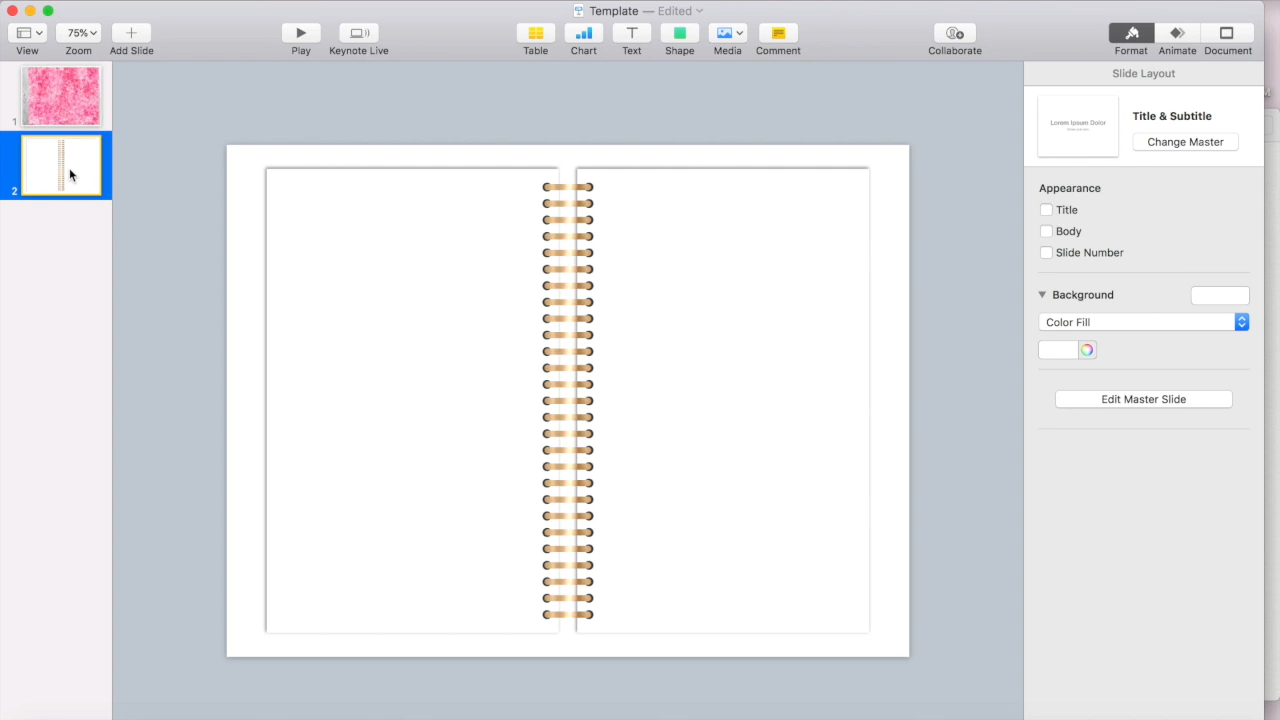 Template — Edited
75%
View
Zoom
Add Slide
Play
Keynote Live
Table
Chart
Text
Shape
Media
Comment
Collaborate
Format
Animate
Document
1
2
Slide Layout
Lorem Ipsum Dolor
Title & Subtitle
Change Master
Appearance
Title
Body
Slide Number
Background
Color Fill
Edit Master Slide